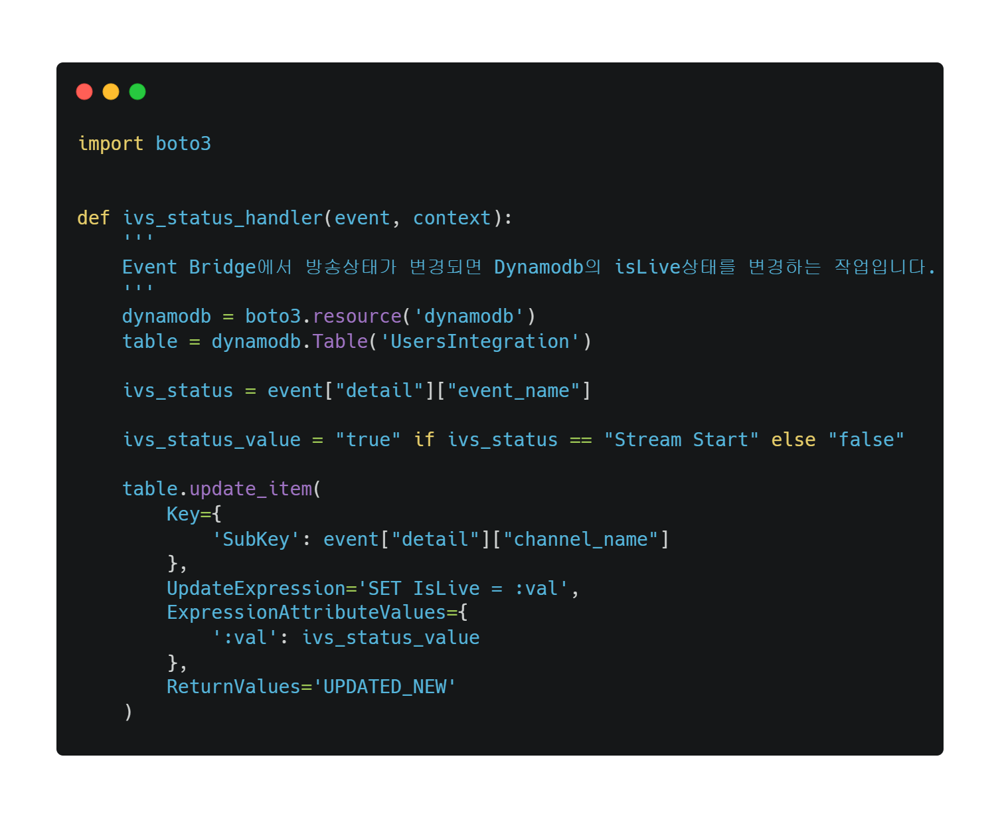 import boto3
def ivs_status_handler(event, context):
    '''
    Event Bridge에서 방송상태가 변경되면 Dynamodb의 isLive상태를 변경하는 작업입니다.
    '''
    dynamodb = boto3.resource('dynamodb')
    table = dynamodb.Table('UsersIntegration')
    ivs_status = event["detail"]["event_name"]
    ivs_status_value = "true" if ivs_status == "Stream Start" else "false"
    table.update_item(
        Key={
            'SubKey': event["detail"]["channel_name"]
        },
        UpdateExpression='SET IsLive = :val',
        ExpressionAttributeValues={
            ':val': ivs_status_value
        },
        ReturnValues='UPDATED_NEW'
    )